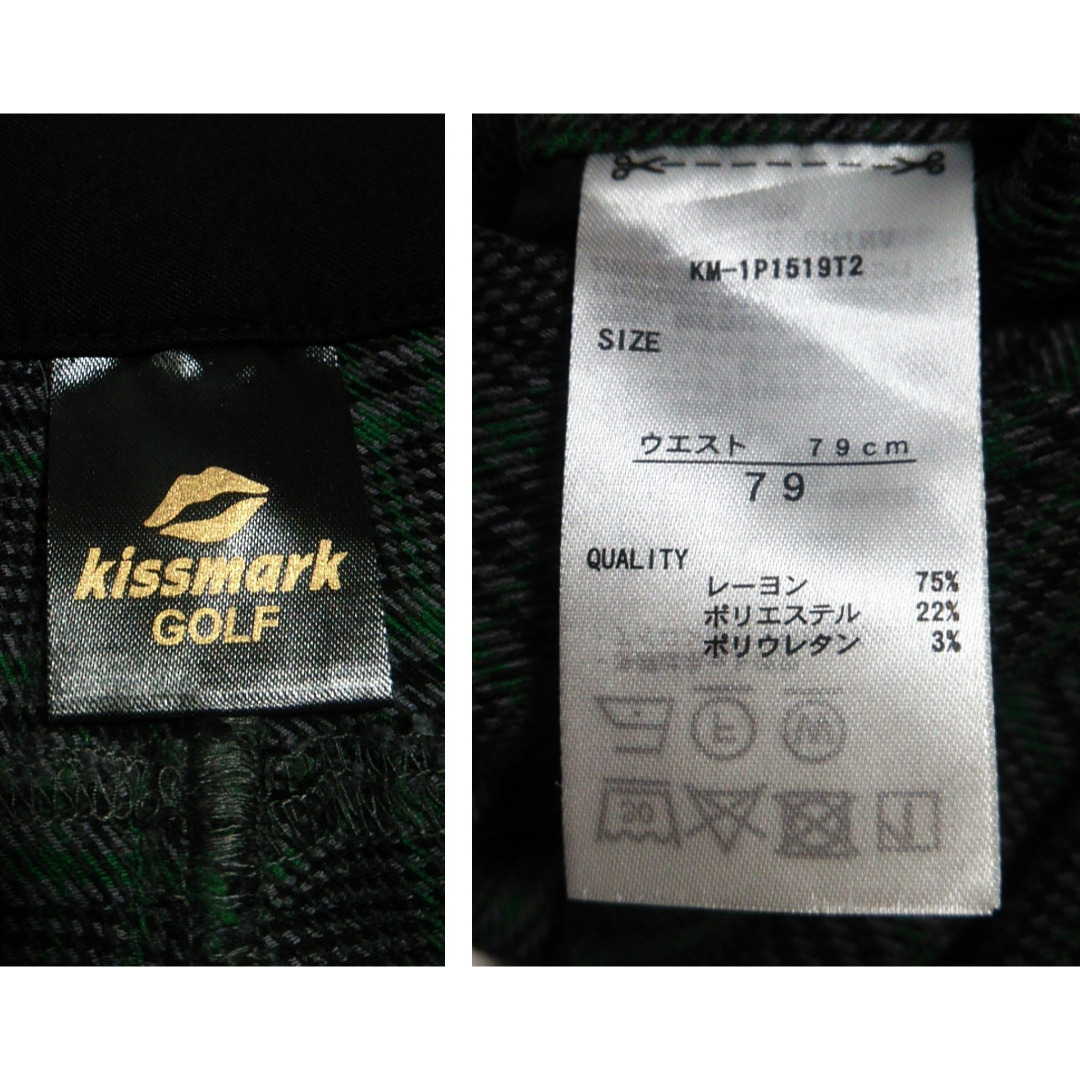 kissmark
GOLF
KM-1P1519T2
SIZE
ウエスト 79cm
79
QUALITY
レーヨン 75%
ポリエステル 22%
ポリウレタン 3%